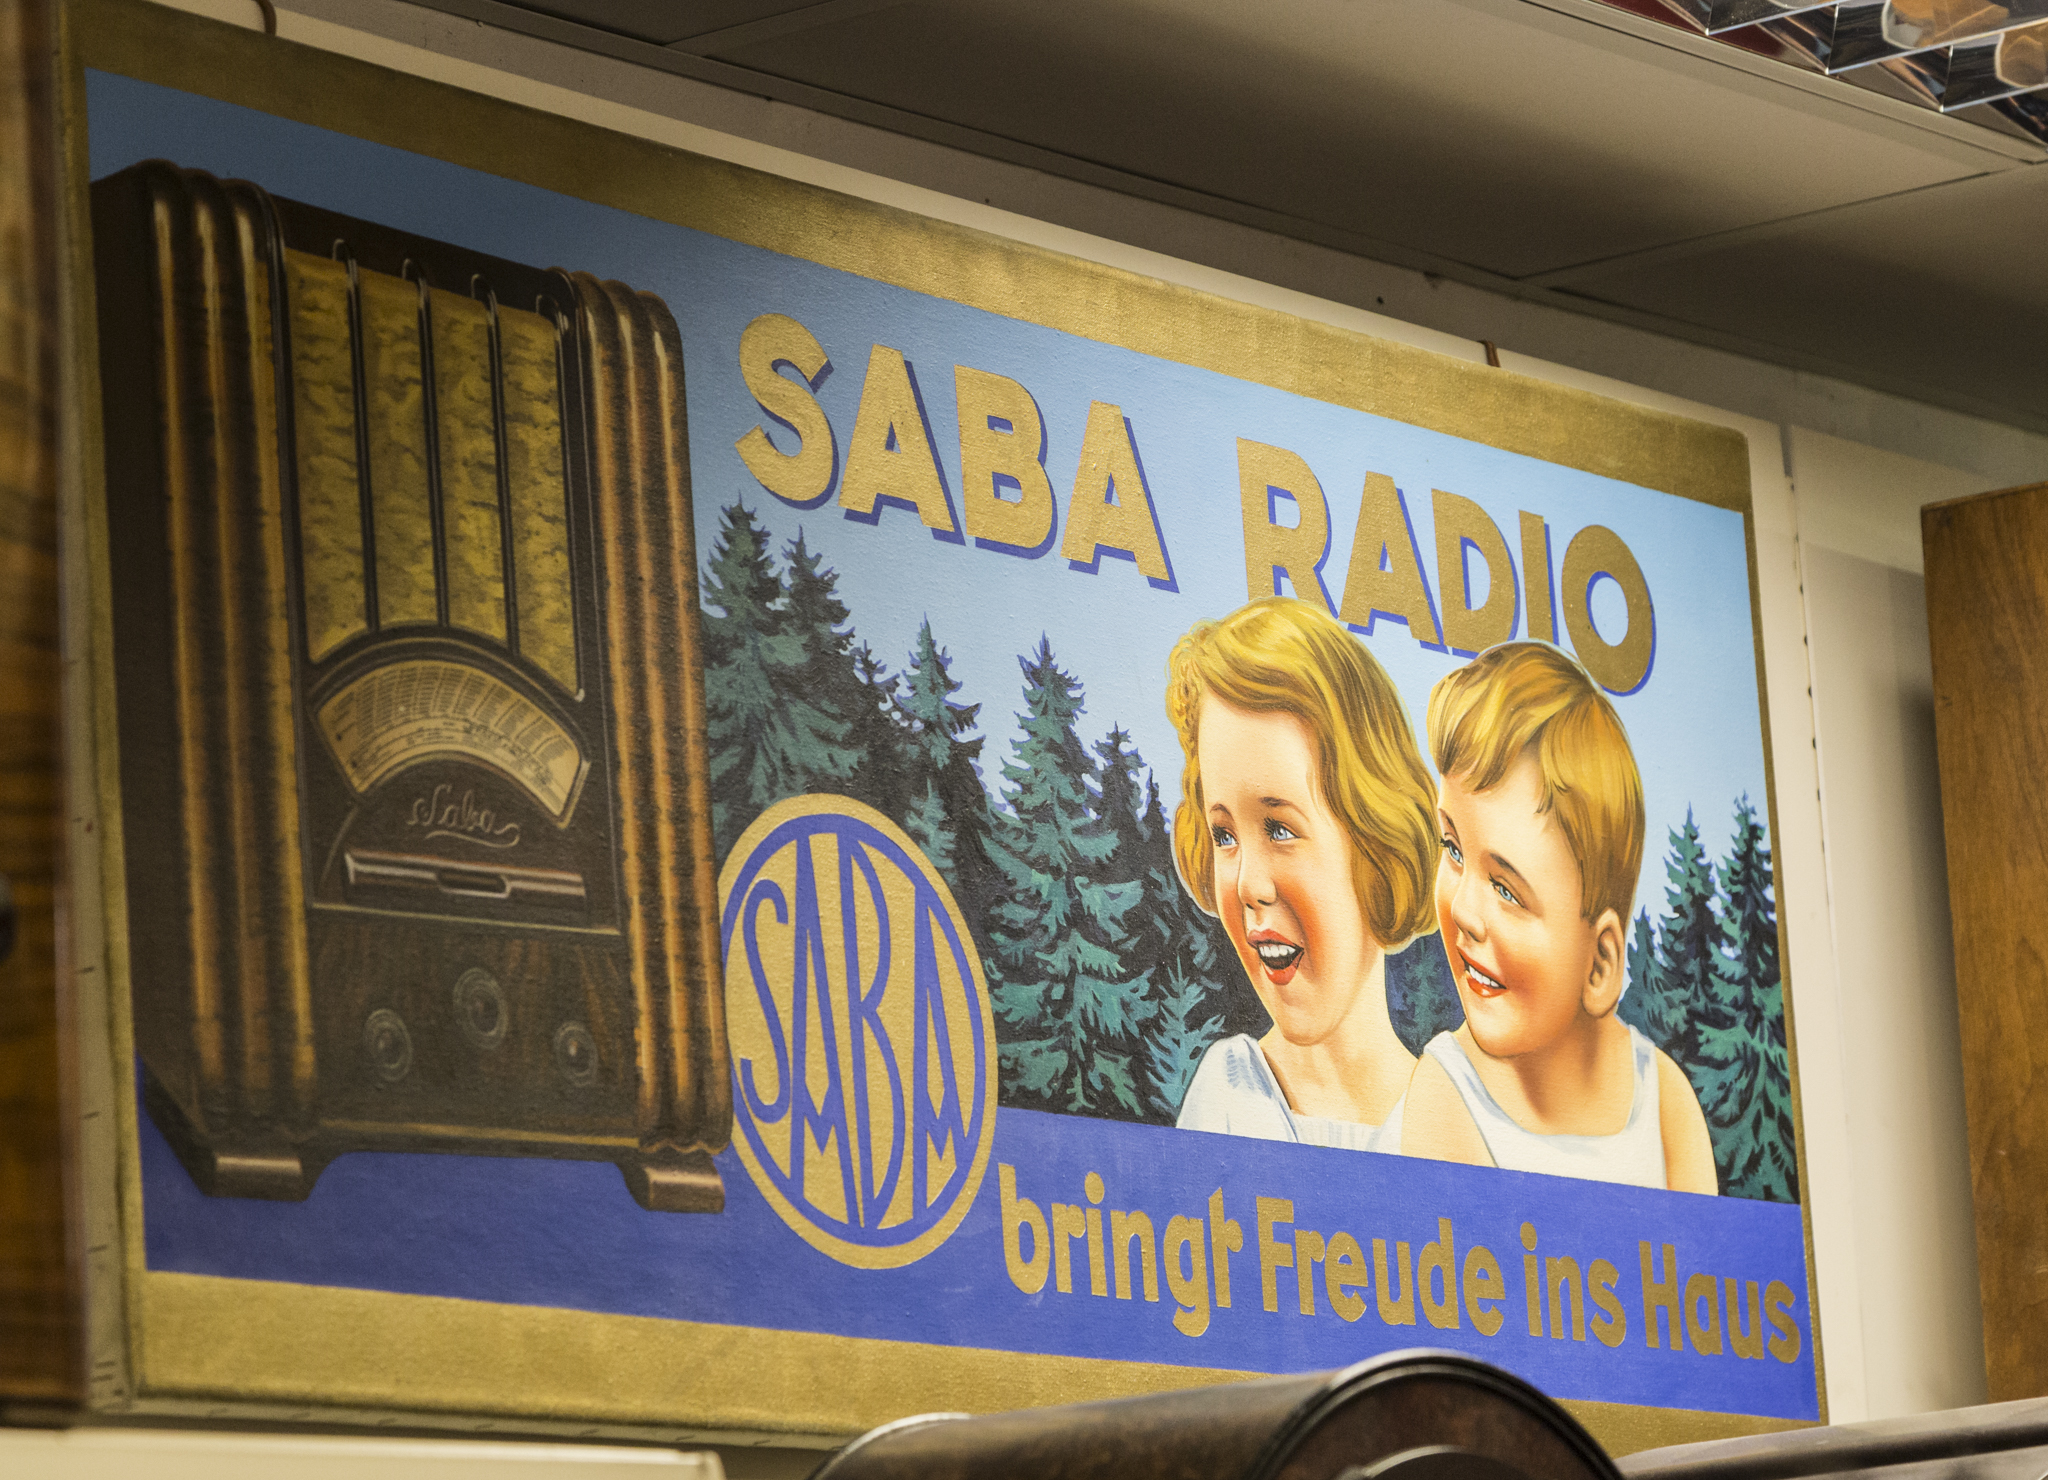 SABA RADIO
Saba
SABA
bringt Freude ins Haus